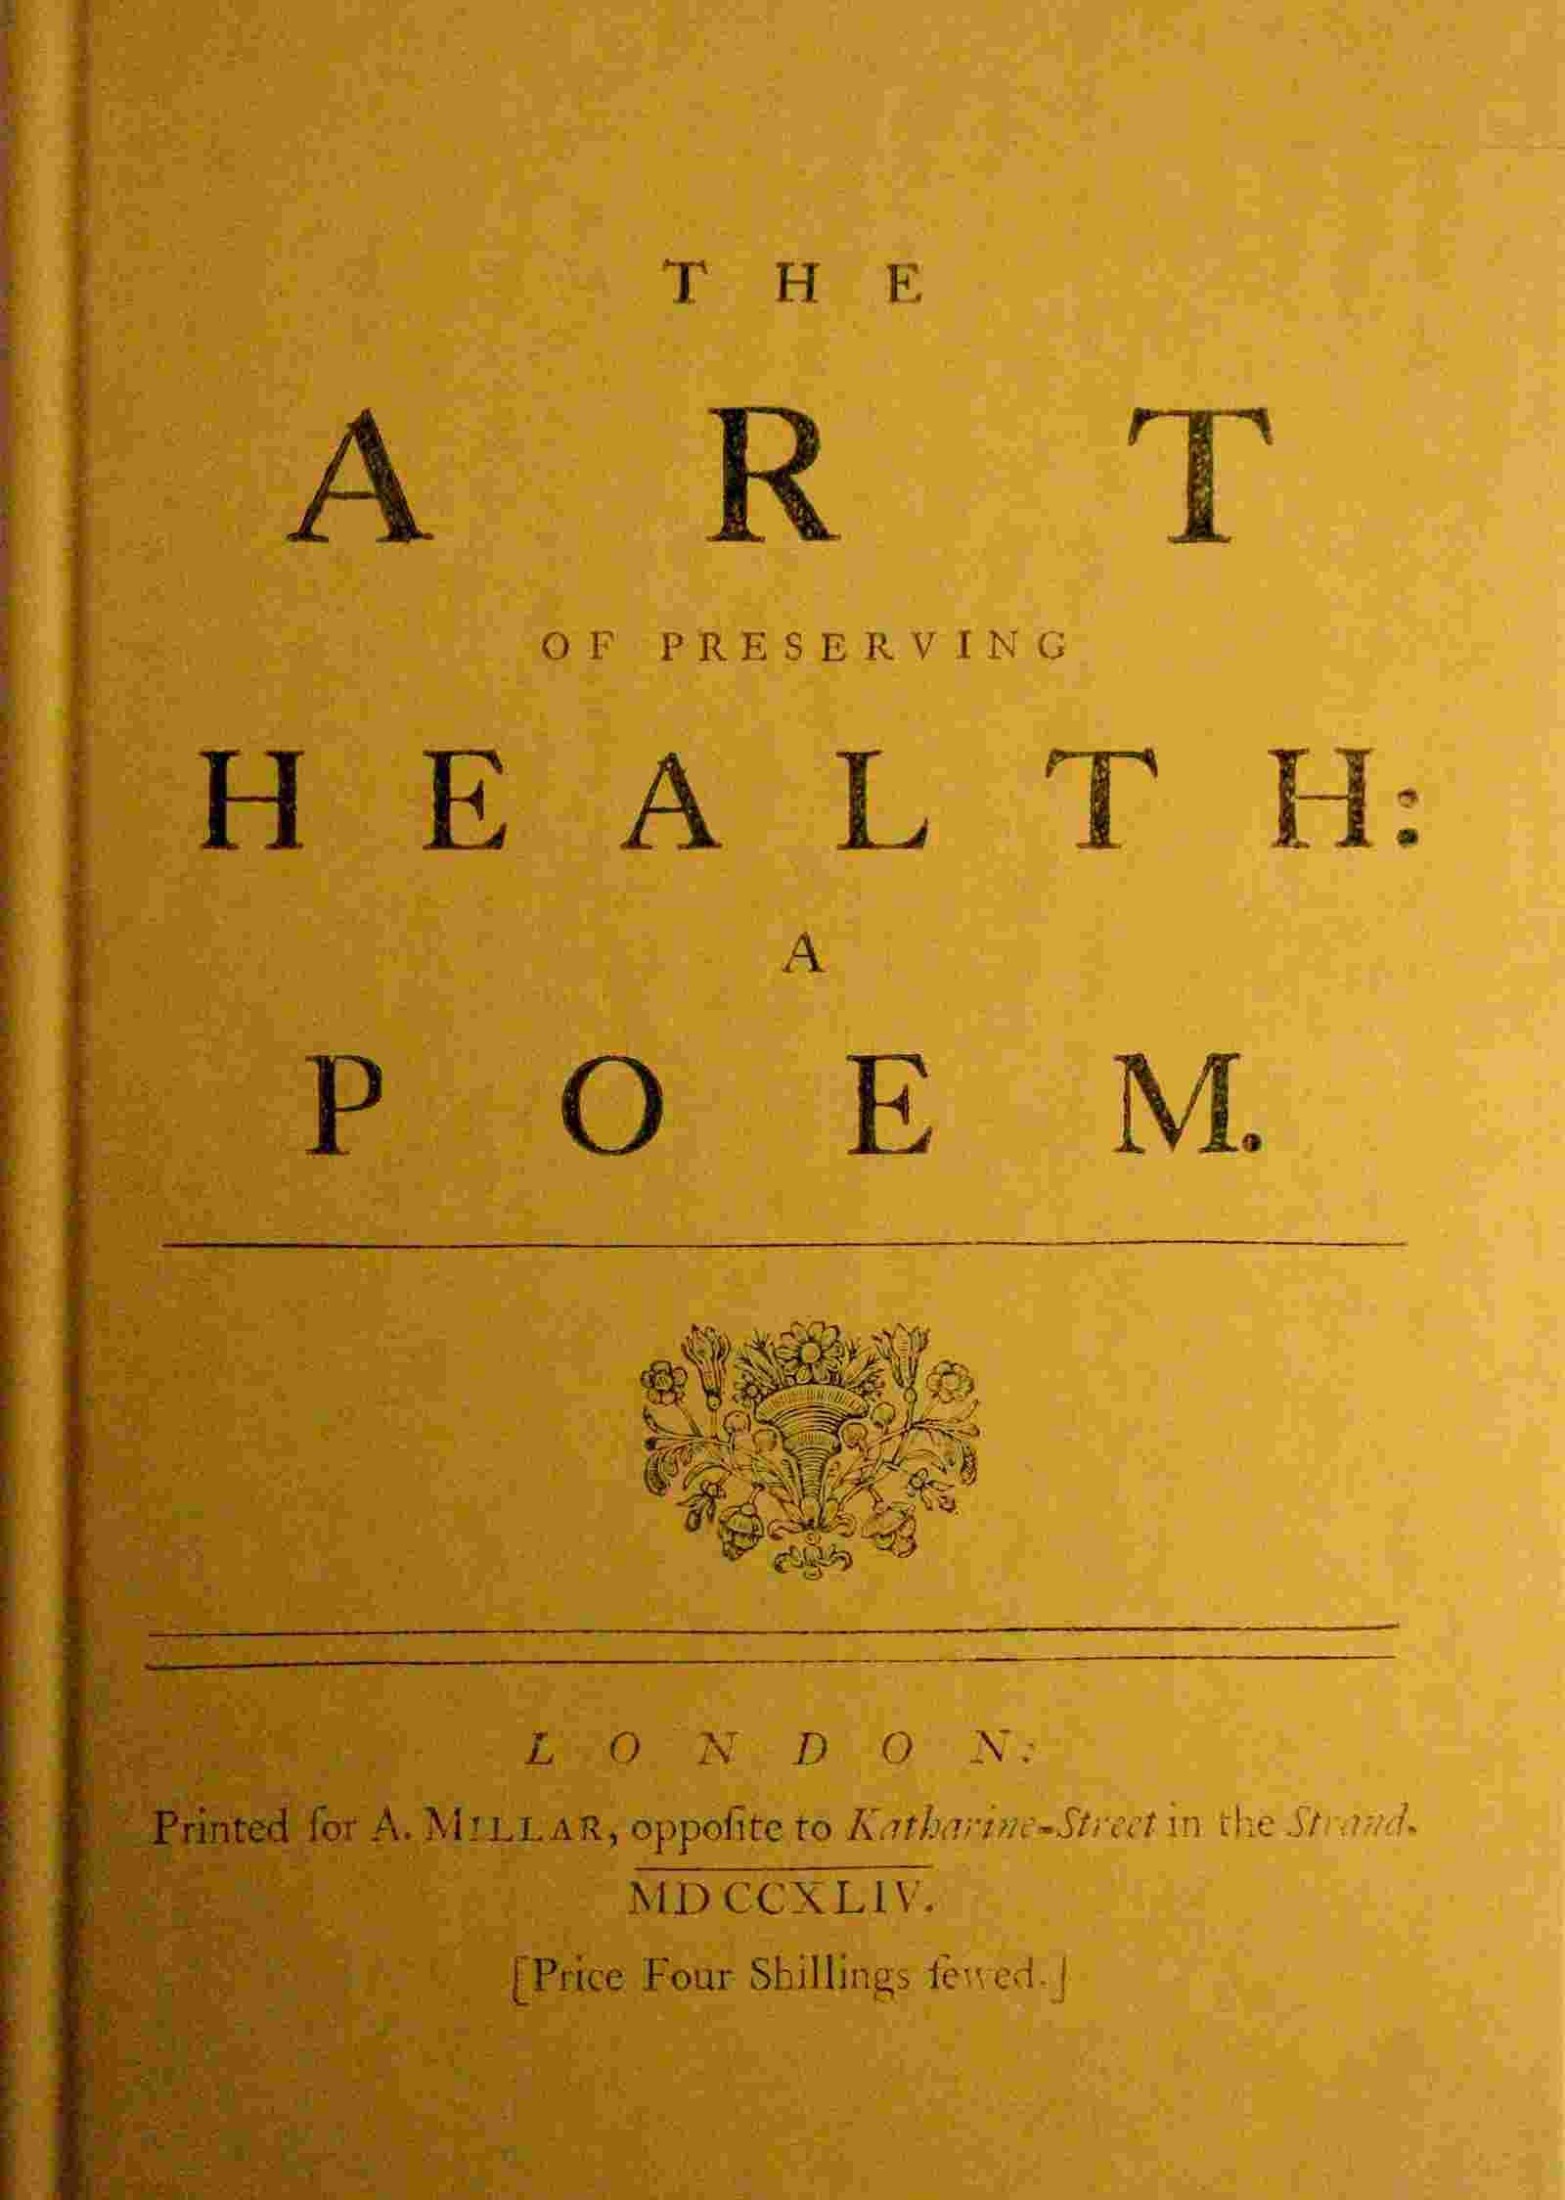 THE
ART
OF PRESERVING
HEALTH:
A
POEM.
LONDON:
Printed for A. MILLAR, oppoſite to Katharine-Street in the Strand.
MDCCXLIV.
[Price Four Shillings ſewed.]